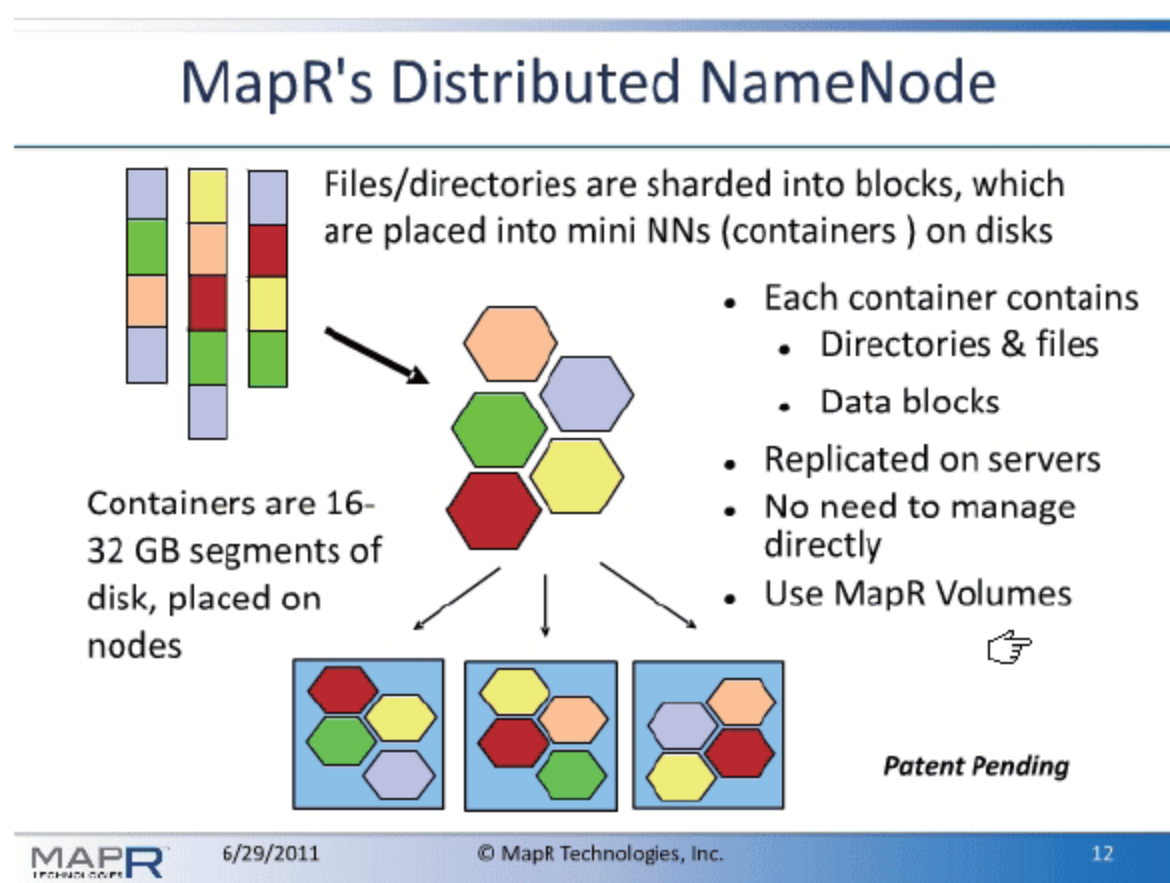 MapR's Distributed NameNode
Files/directories are sharded into blocks, which
are placed into mini NNs (containers ) on disks
• Each container contains
• Directories & files
• Data blocks
• Replicated on servers
• No need to manage
directly
• Use MapR Volumes
Containers are 16-
32 GB segments of
disk, placed on
nodes
Patent Pending
MAPR
TECHNOLOGIES
6/29/2011
© MapR Technologies, Inc.
12